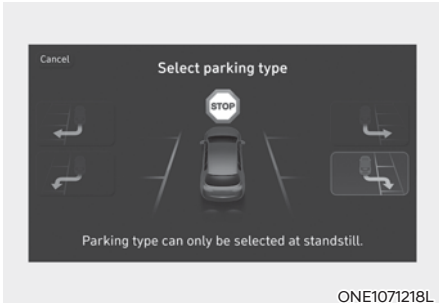 Cancel
Select parking type
STOP
Parking type can only be selected at standstill.
ONE1071218L